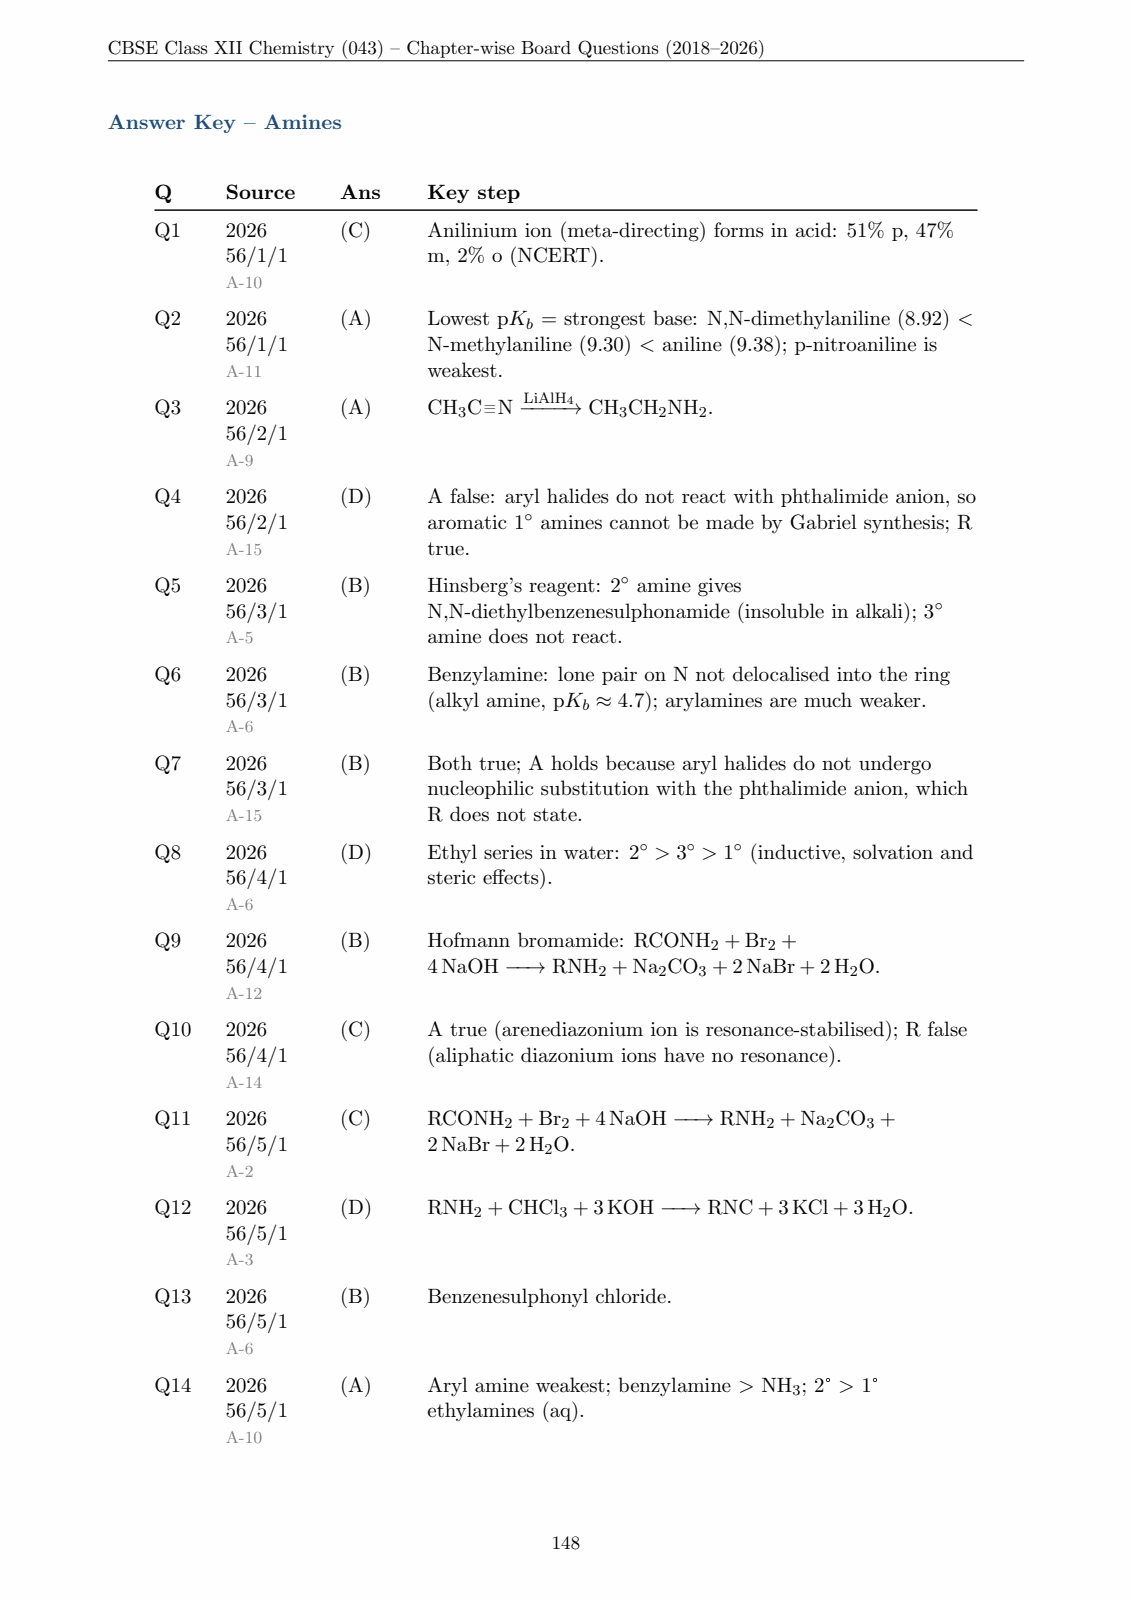 CBSE Class XII Chemistry (043) – Chapter-wise Board Questions (2018–2026)
Answer Key – Amines
Q Source Ans Key step
Q1 2026 (C) Anilinium ion (meta-directing) forms in acid: 51% p, 47%
56/1/1 m, 2% o (NCERT).
A-10
Q2 2026 (A) Lowest pK_b = strongest base: N,N-dimethylaniline (8.92) <
56/1/1 N-methylaniline (9.30) < aniline (9.38); p-nitroaniline is
A-11 weakest.
Q3 2026 (A) CH₃C≡N —LiAlH₄→ CH₃CH₂NH₂.
56/2/1
A-9
Q4 2026 (D) A false: aryl halides do not react with phthalimide anion, so
56/2/1 aromatic 1° amines cannot be made by Gabriel synthesis; R
A-15 true.
Q5 2026 (B) Hinsberg's reagent: 2° amine gives
56/3/1 N,N-diethylbenzenesulphonamide (insoluble in alkali); 3°
A-5 amine does not react.
Q6 2026 (B) Benzylamine: lone pair on N not delocalised into the ring
56/3/1 (alkyl amine, pK_b ≈ 4.7); arylamines are much weaker.
A-6
Q7 2026 (B) Both true; A holds because aryl halides do not undergo
56/3/1 nucleophilic substitution with the phthalimide anion, which
A-15 R does not state.
Q8 2026 (D) Ethyl series in water: 2° > 3° > 1° (inductive, solvation and
56/4/1 steric effects).
A-6
Q9 2026 (B) Hofmann bromamide: RCONH₂ + Br₂ +
56/4/1 4 NaOH ⟶ RNH₂ + Na₂CO₃ + 2 NaBr + 2 H₂O.
A-12
Q10 2026 (C) A true (arenediazonium ion is resonance-stabilised); R false
56/4/1 (aliphatic diazonium ions have no resonance).
A-14
Q11 2026 (C) RCONH₂ + Br₂ + 4 NaOH ⟶ RNH₂ + Na₂CO₃ +
56/5/1 2 NaBr + 2 H₂O.
A-2
Q12 2026 (D) RNH₂ + CHCl₃ + 3 KOH ⟶ RNC + 3 KCl + 3 H₂O.
56/5/1
A-3
Q13 2026 (B) Benzenesulphonyl chloride.
56/5/1
A-6
Q14 2026 (A) Aryl amine weakest; benzylamine > NH₃; 2° > 1°
56/5/1 ethylamines (aq).
A-10
148